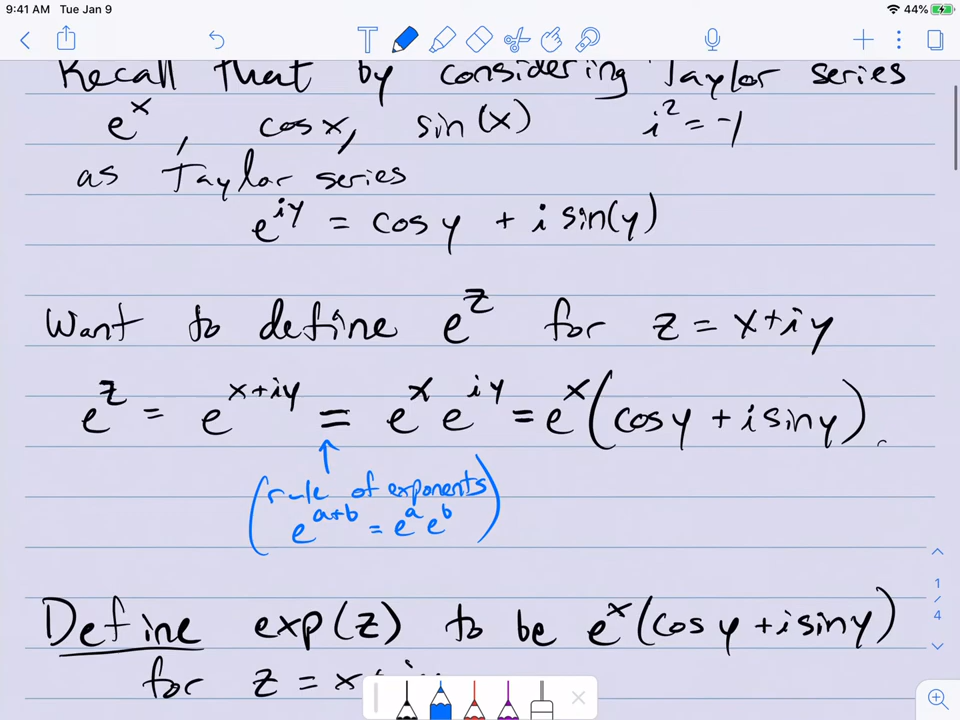 9:41 AM Tue Jan 9 44%
Recall that by considering Taylor series
e^x, cos x, sin(x) i^2 = -1
as Taylor series
e^{iy} = cos y + i sin(y)
Want to define e^z for z = x+iy
e^z = e^{x+iy} = e^x e^{iy} = e^x(cos y + i sin y)
↑
(rule of exponents
e^{a+b} = e^a e^b)
1
/
4
Define exp(z) to be e^x(cos y + i sin y)
for z = x+iy